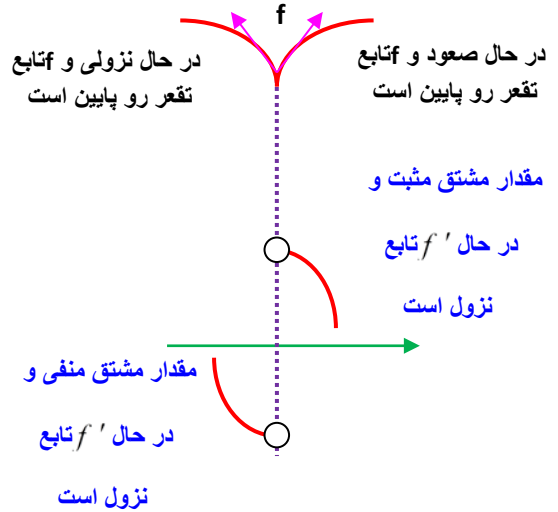 f
در حال صعود و fتابع
تقعر رو پایین است
در حال نزولی و fتابع
تقعر رو پایین است
مقدار مشتق مثبت و
در حال f ′ تابع
نزول است
مقدار مشتق منفی و
در حال f ′ تابع
نزول است